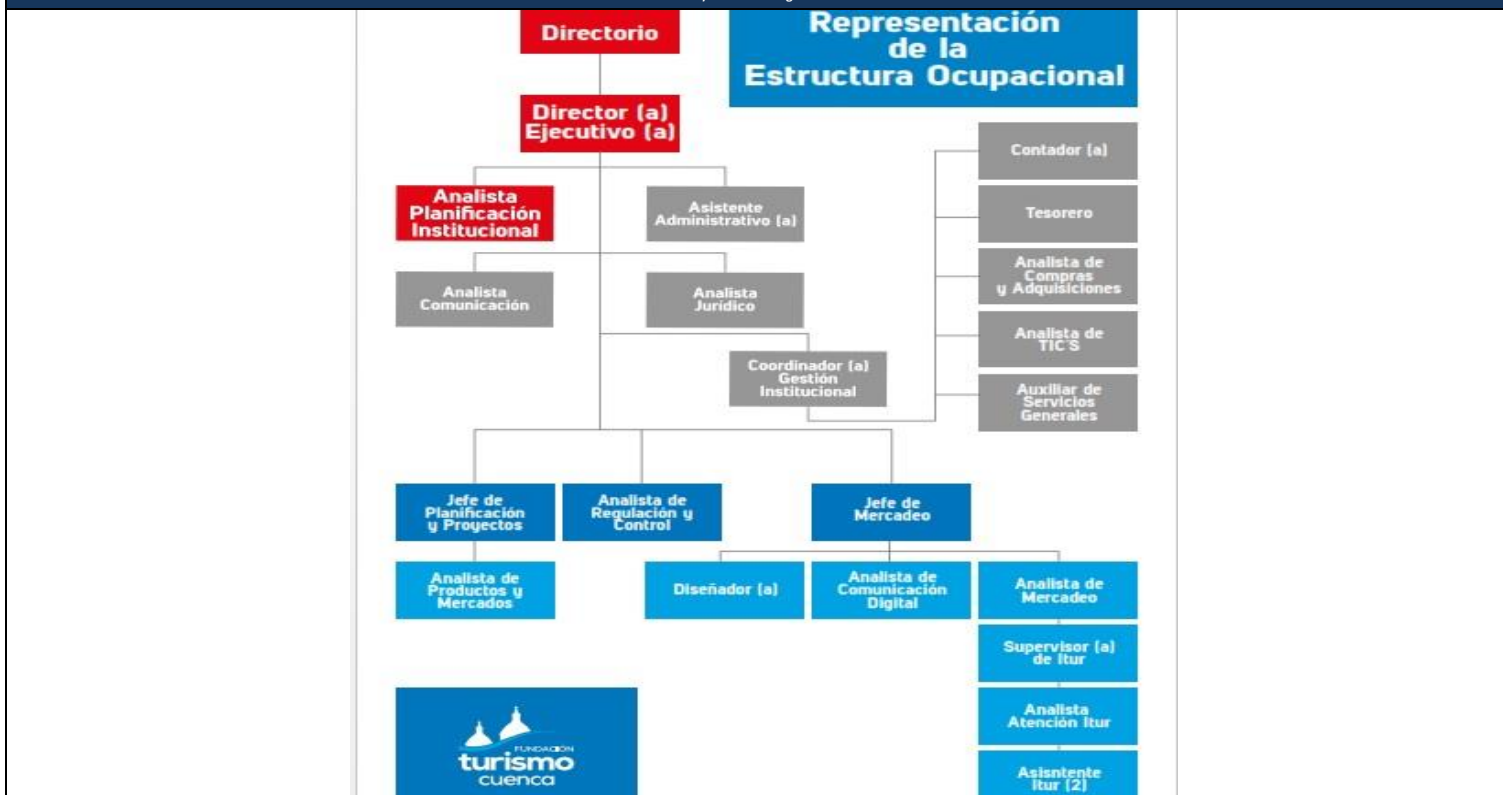 Directorio
Representación
de la
Estructura Ocupacional
Director (a)
Ejecutivo (a)
Contador (a)
Analista
Planificación
Institucional
Asistente
Administrativo (a)
Tesorero
Analista
Comunicación
Analista
Jurídico
Analista de
Compras
y Adquisiciones
Analista de
TIC'S
Coordinador (a)
Gestión
Institucional
Auxiliar de
Servicios
Generales
Jefe de
Planificación
y Proyectos
Analista de
Regulación y
Control
Jefe de
Mercadeo
Analista de
Productos y
Mercados
Diseñador (a)
Analista de
Comunicación
Digital
Analista de
Mercadeo
Supervisor (a)
de Itur
Analista
Atención Itur
Asisntente
Itur (2)
FUNDACIÓN
turismo
cuenca